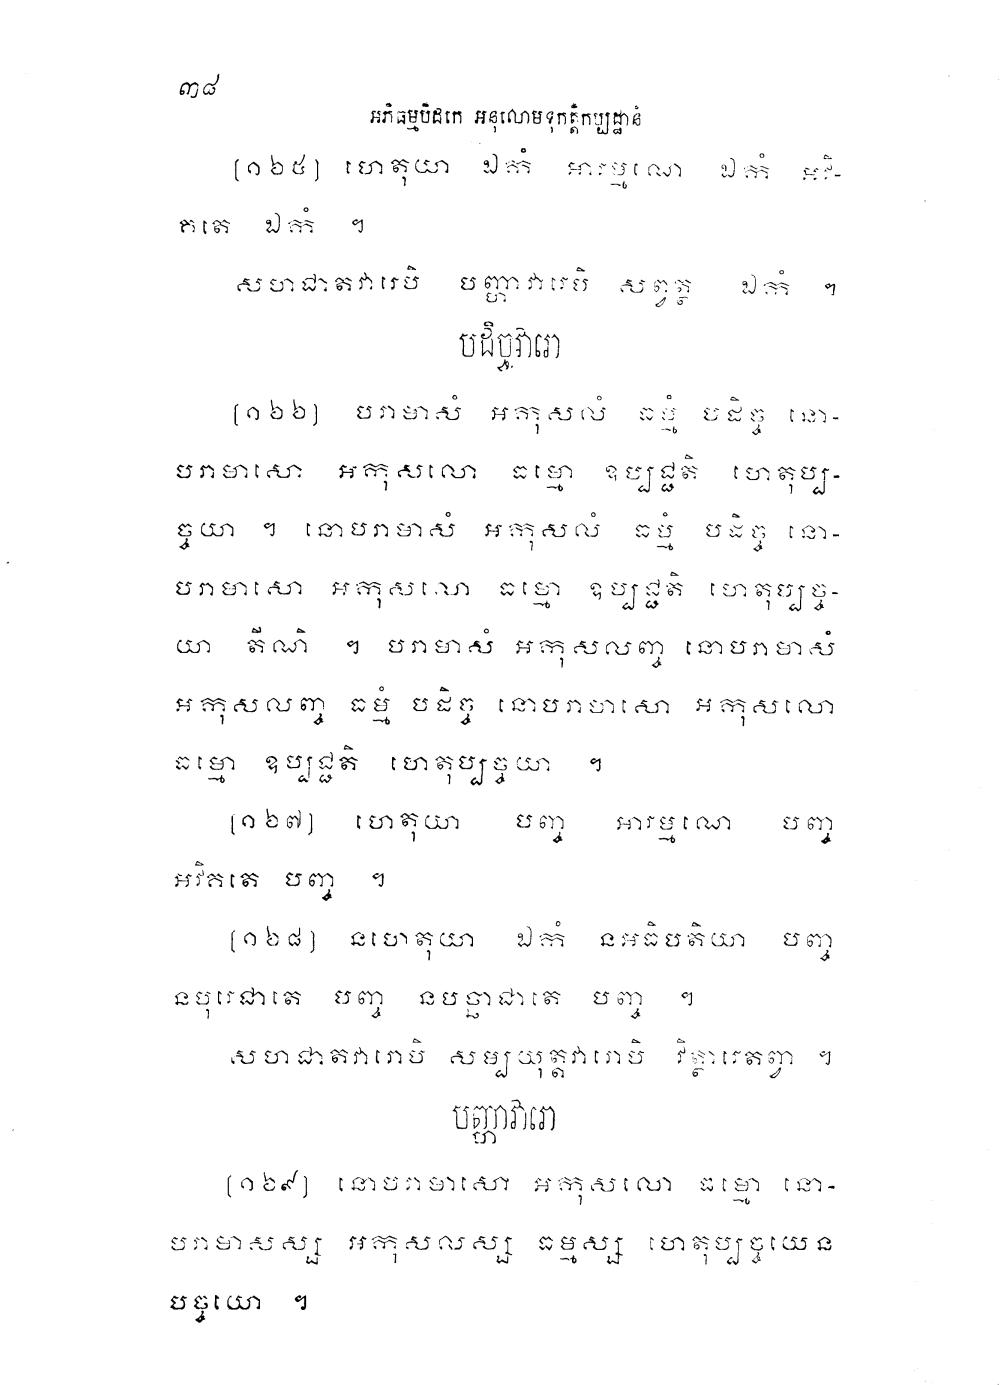 ៣៨
អភិធម្មបិដកេ អនុលោមទុកត្តិកប្បដ្ឋានំ
[១៦៥] ហេតុយា ឯកំ អារម្មណេ ឯកំ អវិ-
គតេ ឯកំ ។
សហជាតវារេបិ បញ្ហាវារេបិ សព្វត្ថ ឯកំ ។
បដិច្ចវារោ
[១៦៦] បរាមាសំ អកុសលំ ធម្មំ បដិច្ច នោ-
បរាមាសោ អកុសលោ ធម្មោ ឧប្បជ្ជតិ ហេតុប្ប-
ច្ចយា ។ នោបរាមាសំ អកុសលំ ធម្មំ បដិច្ច នោ-
បរាមាសោ អកុសលោ ធម្មោ ឧប្បជ្ជតិ ហេតុប្បច្ច-
យា តីណិ ។ បរាមាសំ អកុសលញ្ច នោបរាមាសំ
អកុសលញ្ច ធម្មំ បដិច្ច នោបរាមាសោ អកុសលោ
ធម្មោ ឧប្បជ្ជតិ ហេតុប្បច្ចយា ។
[១៦៧] ហេតុយា បញ្ច អារម្មណេ បញ្ច
អវិគតេ បញ្ច ។
[១៦៨] នហេតុយា ឯកំ នអធិបតិយា បញ្ច
នបុរេជាតេ បញ្ច នបច្ឆាជាតេ បញ្ច ។
សហជាតវារោបិ សម្បយុត្តវារោបិ វិត្ថារេតព្វា ។
បញ្ហាវារោ
[១៦៩] នោបរាមាសោ អកុសលោ ធម្មោ នោ-
បរាមាសស្ស អកុសលស្ស ធម្មស្ស ហេតុប្បច្ចយេន
បច្ចយោ ។